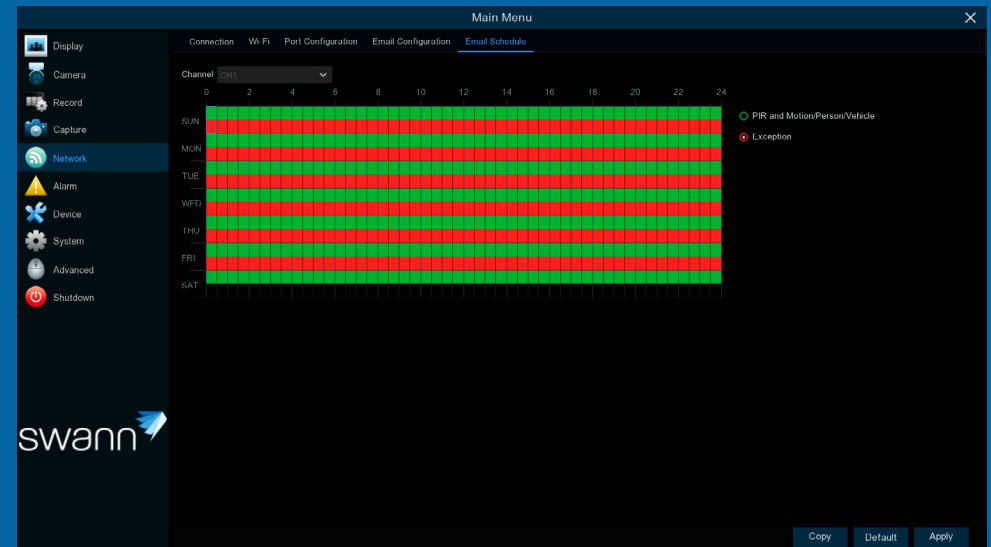 Main Menu
Display
Camera
Record
Capture
Network
Alarm
Device
System
Advanced
Shutdown
swann
Connection Wi-Fi Port Configuration Email Configuration Email Schedule
Channel CH1
0 2 4 6 8 10 12 14 16 18 20 22 24
SUN
MON
TUE
WED
THU
FRI
SAT
PIR and Motion/Person/Vehicle
Exception
Copy Default Apply